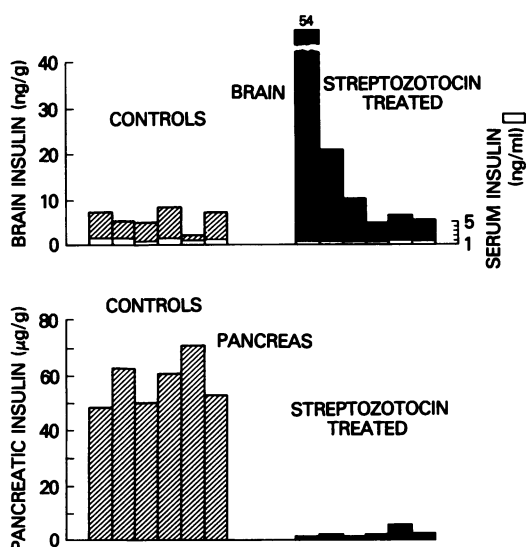 54
BRAIN INSULIN (ng/g)
40
30
20
10
0
CONTROLS
BRAIN
STREPTOZOTOCIN
TREATED
5
1
SERUM INSULIN
(ng/ml)
PANCREATIC INSULIN (µg/g)
80
60
40
20
0
CONTROLS
PANCREAS
STREPTOZOTOCIN
TREATED